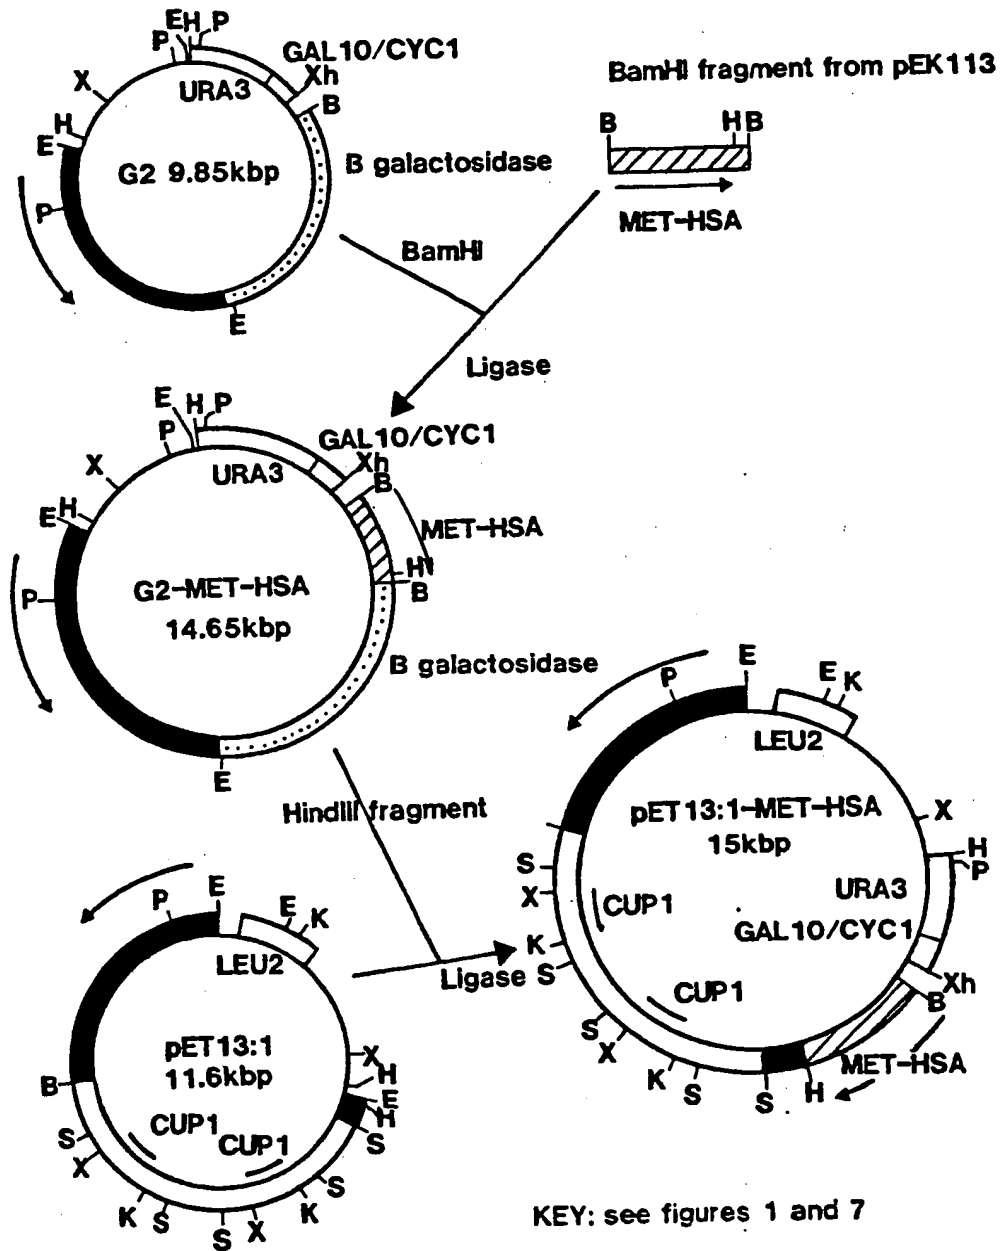 P
E
H
P
GAL10/CYC1
Xh
B
URA3
X
H
E
G2 9.85kbp
P
B galactosidase
E
BamHI fragment from pEK113
B
H
B
MET-HSA
BamHI
Ligase
E
H
P
P
GAL10/CYC1
Xh
B
URA3
X
H
E
MET-HSA
H
B
G2-MET-HSA
14.65kbp
P
B galactosidase
E
HindIII fragment
Ligase
E
P
E
K
LEU2
pET13:1-MET-HSA
15kbp
X
H
P
URA3
GAL10/CYC1
Xh
B
MET-HSA
H
S
S
K
X
S
S
K
X
S
CUP1
CUP1
E
P
E
K
LEU2
pET13:1
11.6kbp
X
H
E
H
S
B
CUP1
CUP1
S
X
K
S
S
X
K
S
KEY: see figures 1 and 7